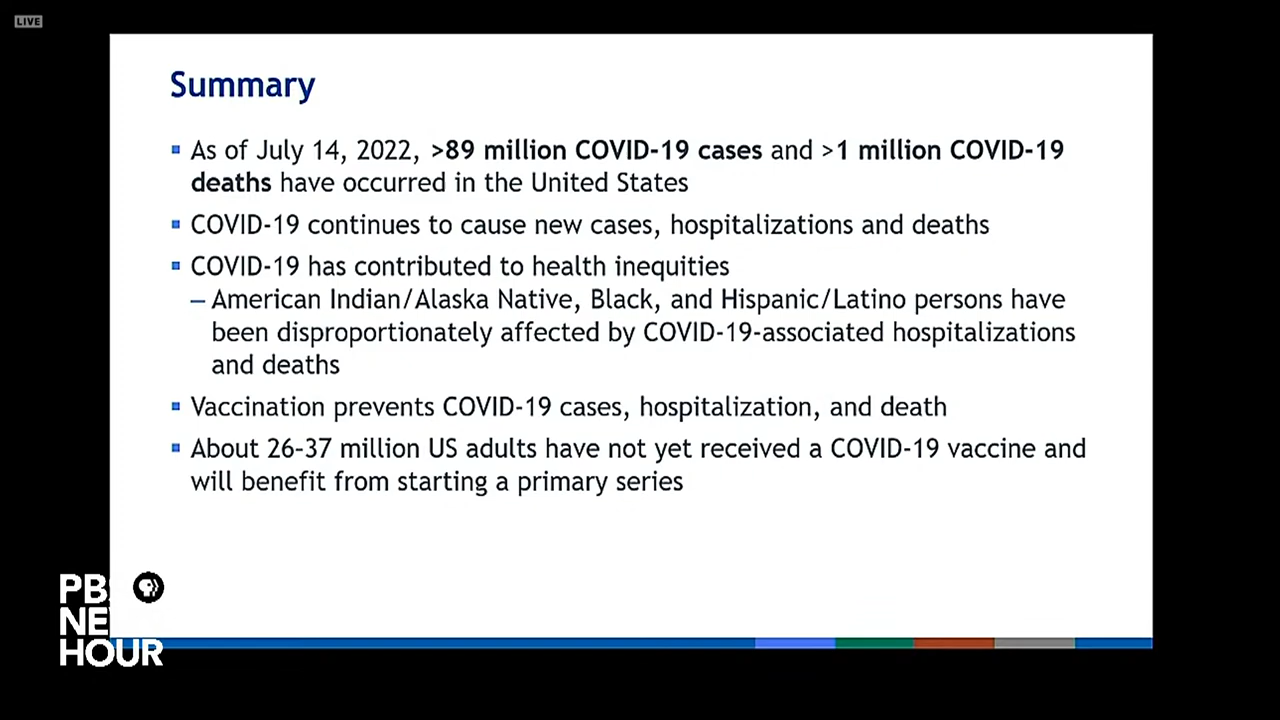 LIVE
Summary
▪ As of July 14, 2022, >89 million COVID-19 cases and >1 million COVID-19
deaths have occurred in the United States
▪ COVID-19 continues to cause new cases, hospitalizations and deaths
▪ COVID-19 has contributed to health inequities
– American Indian/Alaska Native, Black, and Hispanic/Latino persons have
been disproportionately affected by COVID-19-associated hospitalizations
and deaths
▪ Vaccination prevents COVID-19 cases, hospitalization, and death
▪ About 26-37 million US adults have not yet received a COVID-19 vaccine and
will benefit from starting a primary series
PB
NE
HOUR